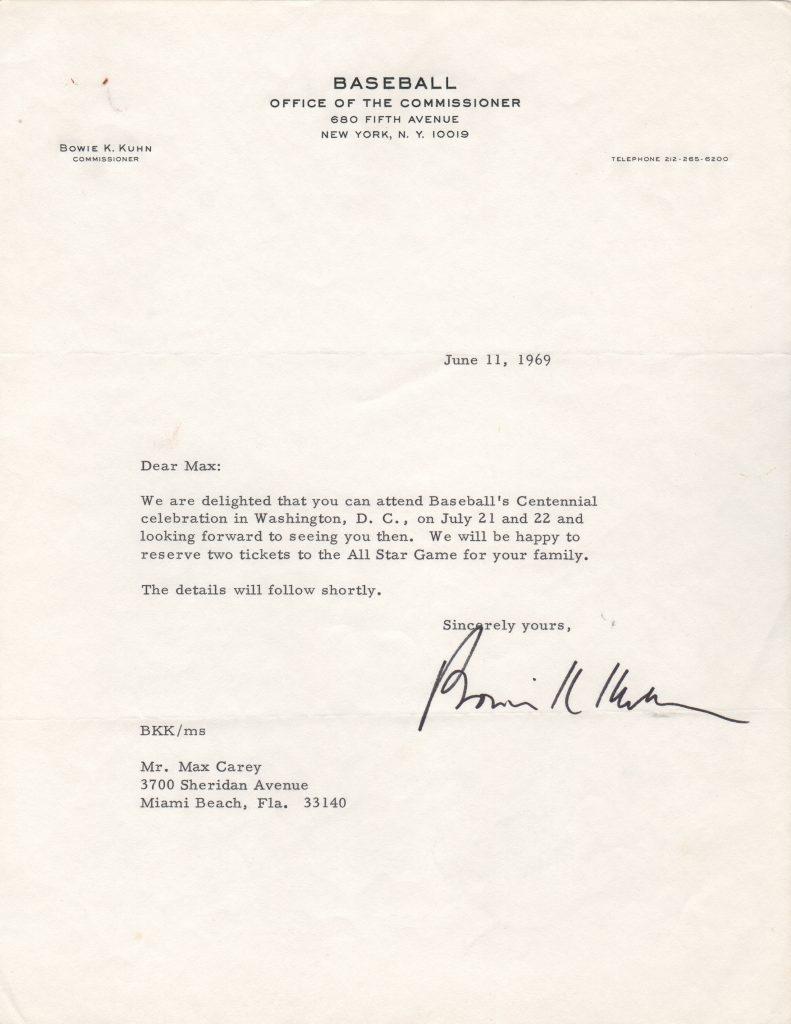 BASEBALL
OFFICE OF THE COMMISSIONER
680 FIFTH AVENUE
NEW YORK, N. Y. 10019
BOWIE K. KUHN
COMMISSIONER
TELEPHONE 212-265-6200
June 11, 1969
Dear Max:
We are delighted that you can attend Baseball's Centennial
celebration in Washington, D. C., on July 21 and 22 and
looking forward to seeing you then. We will be happy to
reserve two tickets to the All Star Game for your family.
The details will follow shortly.
Sincerely yours,
Bowie K Kuhn
BKK/ms
Mr. Max Carey
3700 Sheridan Avenue
Miami Beach, Fla. 33140